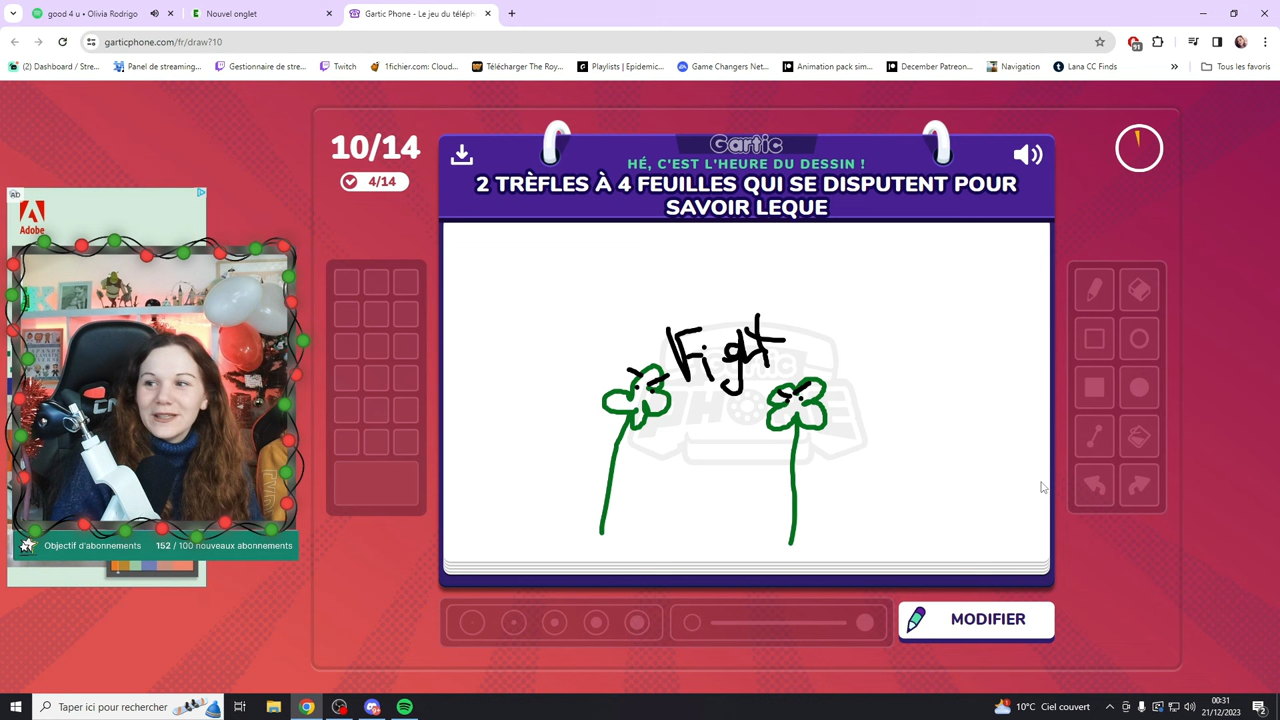 good 4 u • Olivia Rodrigo
Nouvel onglet
Gartic Phone - Le jeu du téléph
garticphone.com/fr/draw?10
91
(2) Dashboard / Stre...
Panel de streaming...
Gestionnaire de stre...
Twitch
1fichier.com: Cloud...
Télécharger The Roy...
Playlists | Epidemic...
Game Changers Net...
Animation pack sim...
December Patreon...
Navigation
Lana CC Finds
Tous les favoris
10/14
4/14
Gartic
HÉ, C'EST L'HEURE DU DESSIN !
2 TRÈFLES À 4 FEUILLES QUI SE DISPUTENT POUR
SAVOIR LEQUE
Adobe
Fight
Objectif d'abonnements 152 / 100 nouveaux abonnements
MODIFIER
Taper ici pour rechercher
10°C Ciel couvert
00:31
21/12/2023